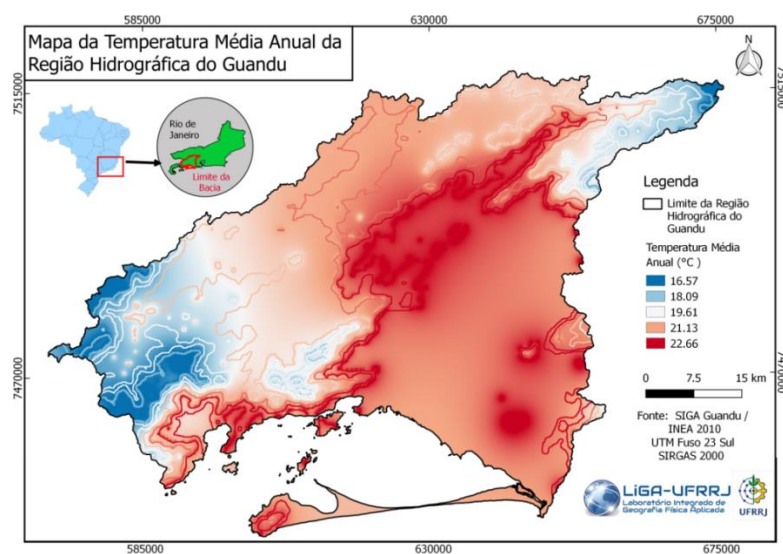 585000
630000
675000
Mapa da Temperatura Média Anual da
Região Hidrográfica do Guandu
N
7515000
7515000
Rio de
Janeiro
Limite da
Bacia
Legenda
Limite da Região
Hidrográfica do
Guandu
Temperatura Média
Anual (°C)
16.57
18.09
19.61
21.13
22.66
7470000
7470000
0 7.5 15 km
Fonte: SIGA Guandu /
INEA 2010
UTM Fuso 23 Sul
SIRGAS 2000
LiGA-UFRRJ
Laboratório Integrado de
Geografia Física Aplicada
UFRRJ
585000
630000
675000